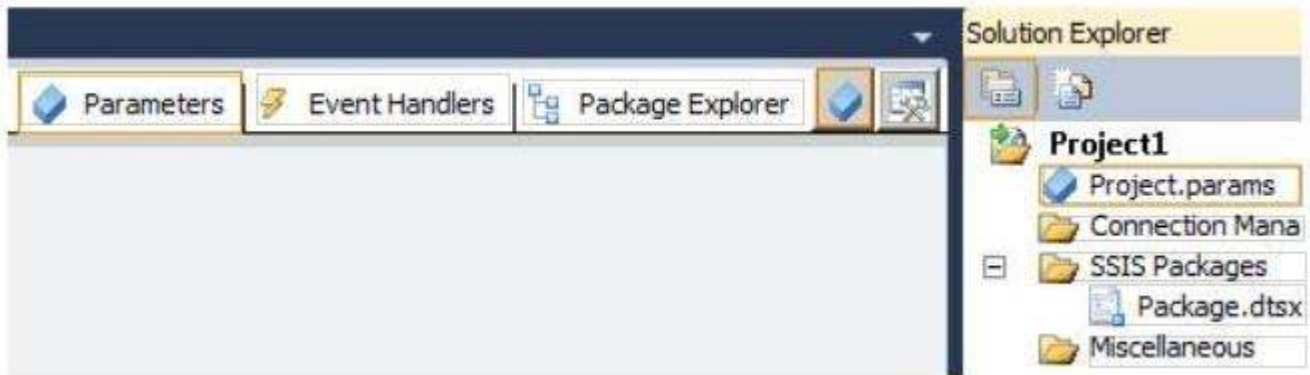 Solution Explorer
Parameters Event Handlers Package Explorer
Project1
Project.params
Connection Mana
SSIS Packages
Package.dtsx
Miscellaneous